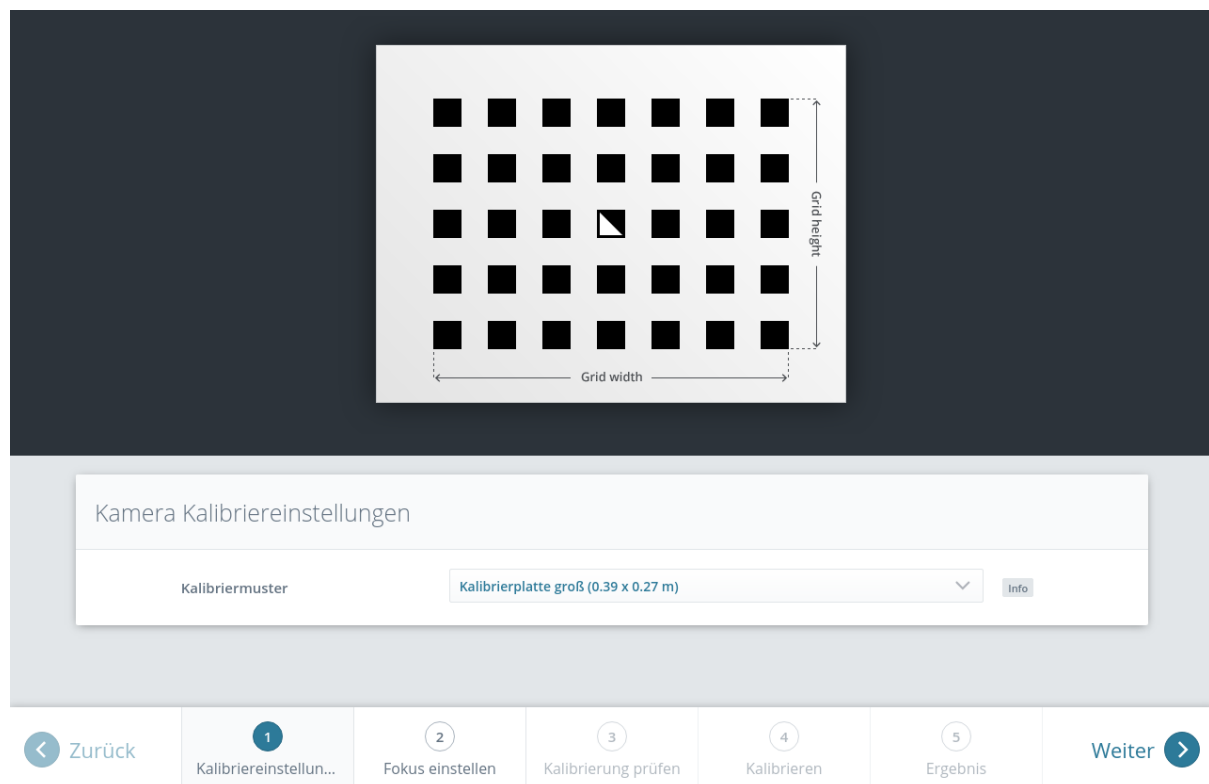 Grid height
Grid width
Kamera Kalibriereinstellungen
Kalibriermuster
Kalibrierplatte groß (0.39 x 0.27 m)
Info
Zurück
1
Kalibriereinstellun...
2
Fokus einstellen
3
Kalibrierung prüfen
4
Kalibrieren
5
Ergebnis
Weiter